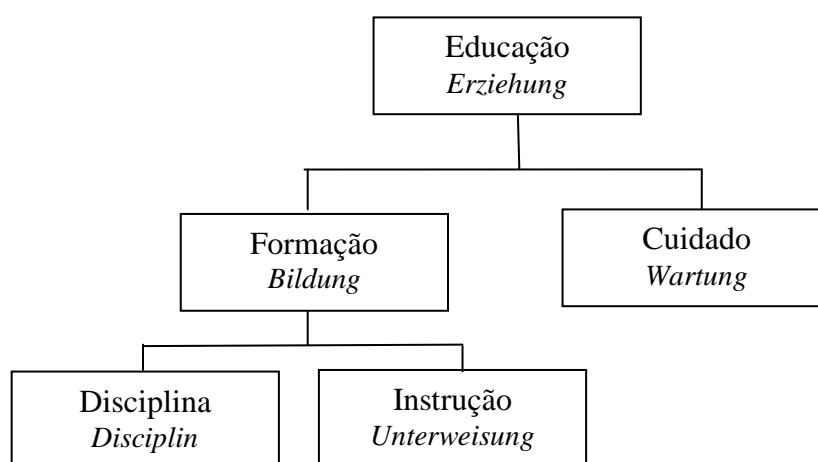 Educação
Erziehung
Formação
Bildung
Cuidado
Wartung
Disciplina
Disciplin
Instrução
Unterweisung